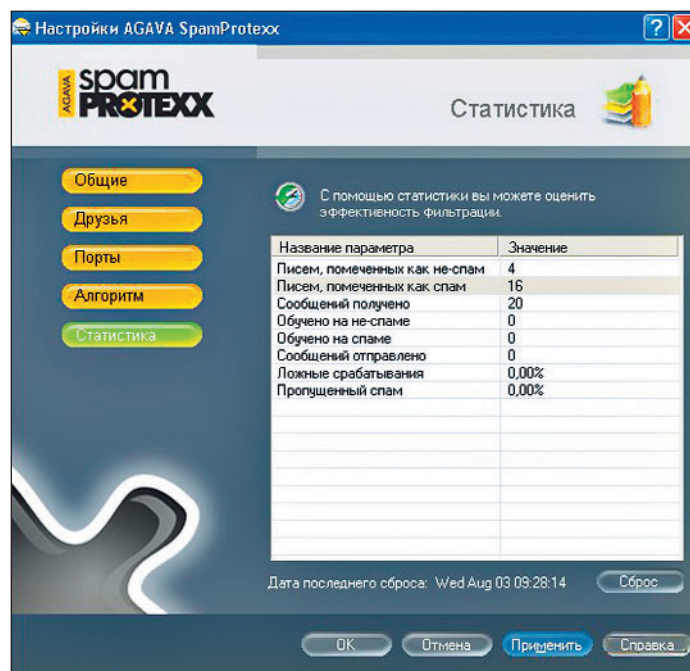 Настройки AGAVA SpamProtexx
AGAVA spam
PROTEXX
Статистика
Общие
Друзья
Порты
Алгоритм
Статистика
С помощью статистики вы можете оценить
эффективность фильтрации.
Название параметра Значение
Писем, помеченных как не-спам 4
Писем, помеченных как спам 16
Сообщений получено 20
Обучено на не-спаме 0
Обучено на спаме 0
Сообщений отправлено 0
Ложные срабатывания 0,00%
Пропущенный спам 0,00%
Дата последнего сброса: Wed Aug 03 09:28:14 Сброс
OK Отмена Применить Справка